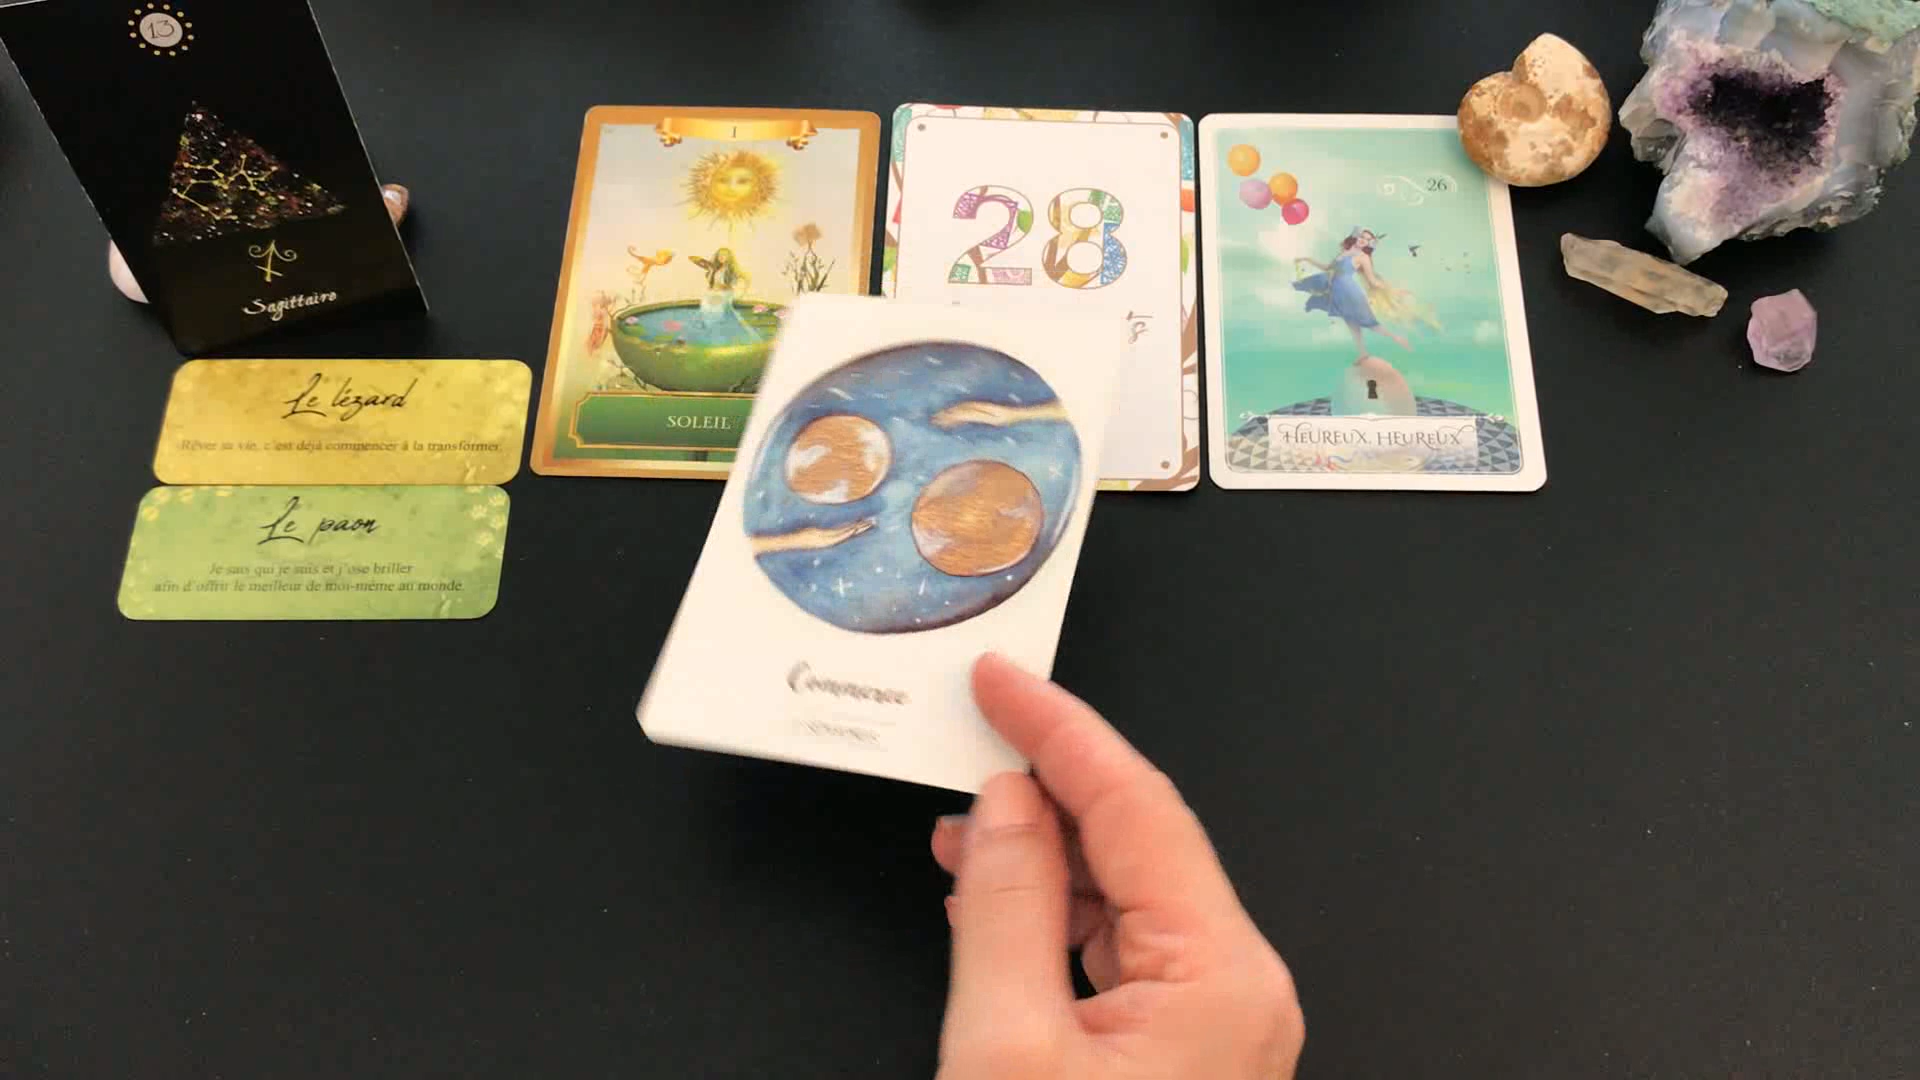 13
Sagittaire
Le lézard
Rêver sa vie, c'est déjà commencer à la transformer.
Le paon
Je sais qui je suis et j'ose briller
afin d'offrir le meilleur de moi-même au monde.
I
SOLEIL
28
26
HEUREUX, HEUREUX
Commerce